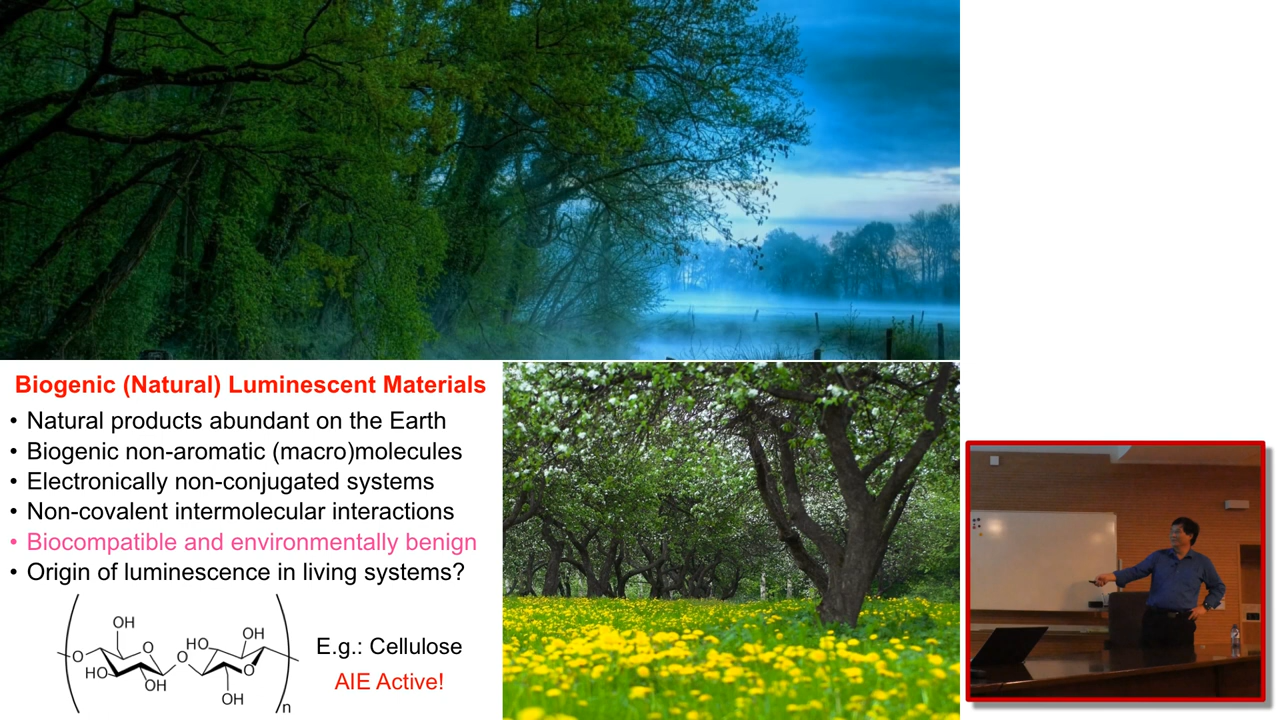 Biogenic (Natural) Luminescent Materials
• Natural products abundant on the Earth
• Biogenic non-aromatic (macro)molecules
• Electronically non-conjugated systems
• Non-covalent intermolecular interactions
• Biocompatible and environmentally benign
• Origin of luminescence in living systems?
OH
O
HO
OH
O
HO
OH
O
OH
O
n
E.g.: Cellulose
AIE Active!